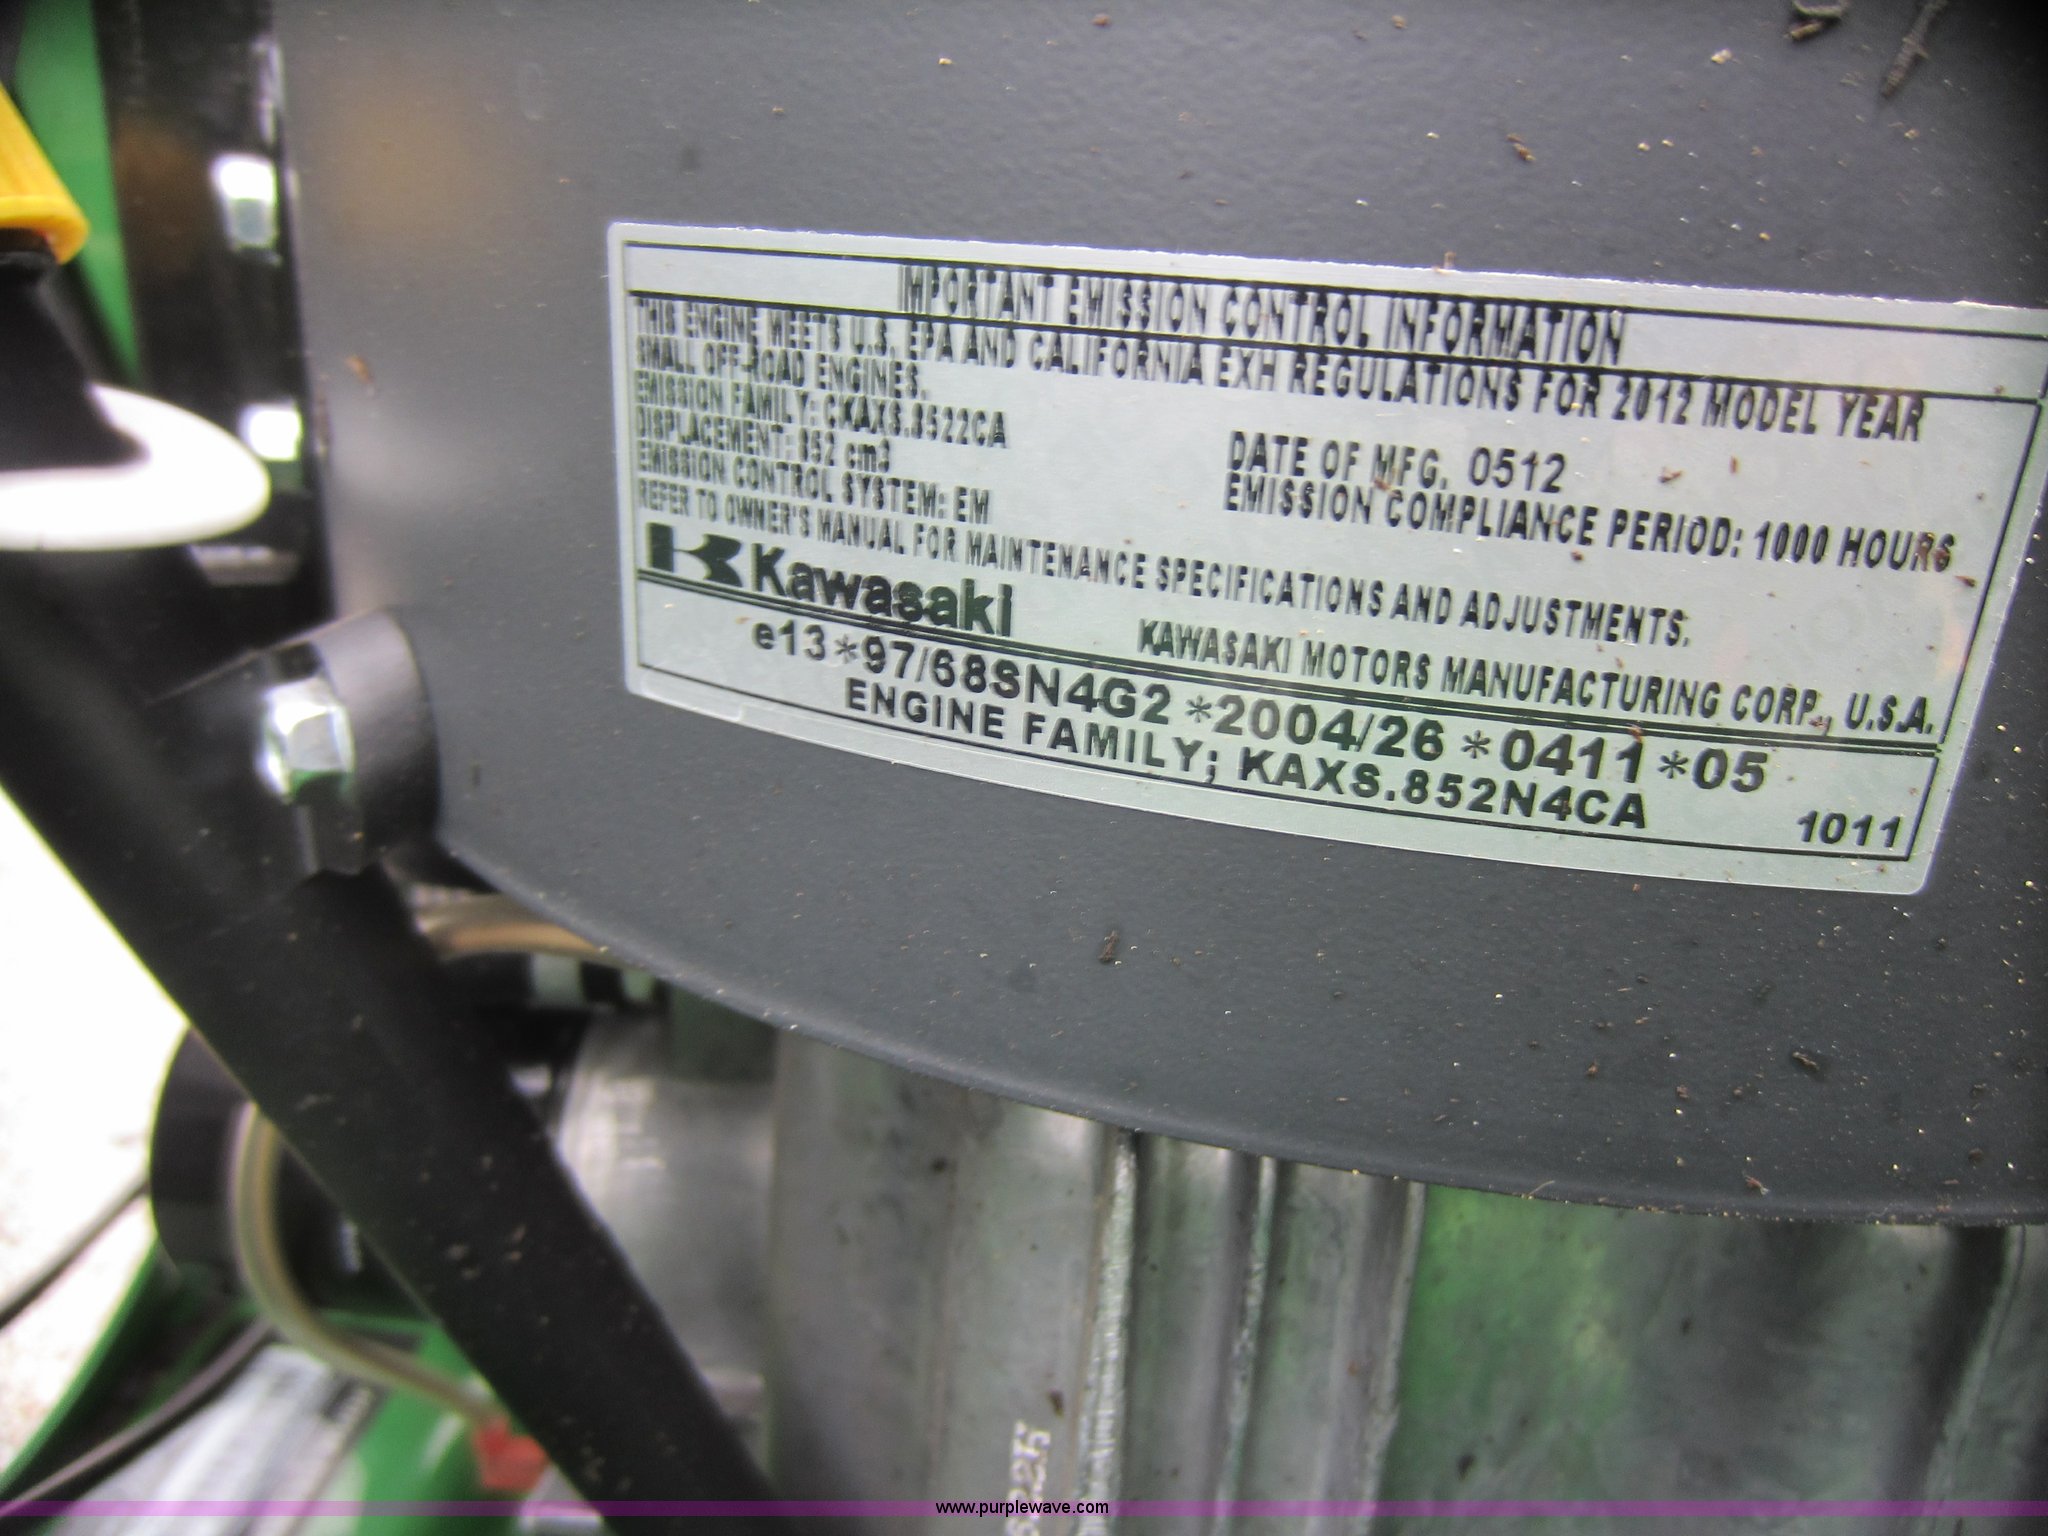 IMPORTANT EMISSION CONTROL INFORMATION
THIS ENGINE MEETS U.S. EPA AND CALIFORNIA EXH REGULATIONS FOR 2012 MODEL YEAR
SMALL OFF-ROAD ENGINES.
EMISSION FAMILY: CKAXS.8522CA
DISPLACEMENT: 852 cm3
DATE OF MFG. 0512
EMISSION CONTROL SYSTEM: EM
EMISSION COMPLIANCE PERIOD: 1000 HOURS
REFER TO OWNER'S MANUAL FOR MAINTENANCE SPECIFICATIONS AND ADJUSTMENTS.
Kawasaki
KAWASAKI MOTORS MANUFACTURING CORP., U.S.A.
e13*97/68SN4G2*2004/26*0411*05
ENGINE FAMILY; KAXS.852N4CA
1011
www.purplewave.com